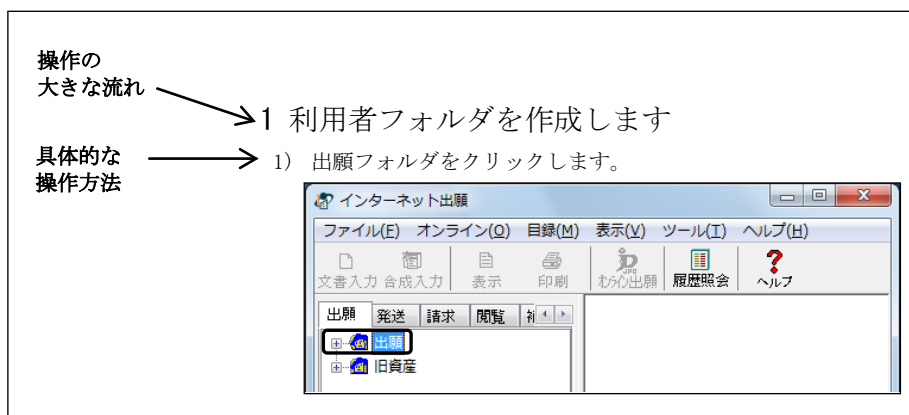 操作の
大きな流れ
1 利用者フォルダを作成します
具体的な
操作方法
1) 出願フォルダをクリックします。
インターネット出願
ファイル(F) オンライン(O) 目録(M) 表示(V) ツール(T) ヘルプ(H)
文書入力 合成入力 表示 印刷 むらい出願 履歴照会 ヘルプ
出願 発送 請求 閲覧
出願
旧資産